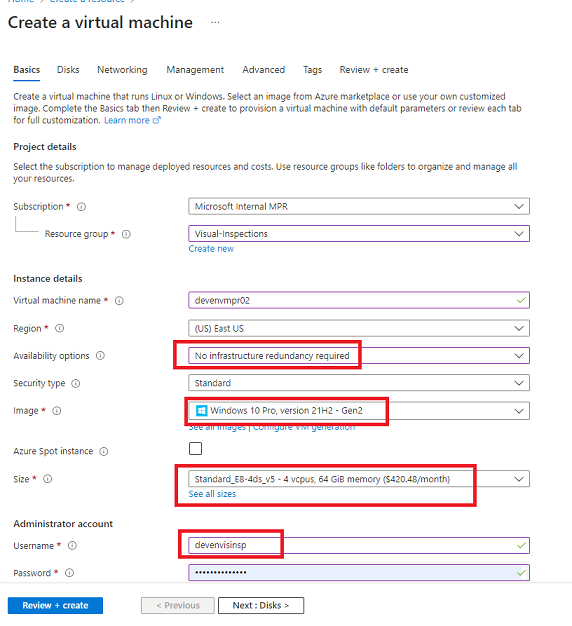 Home > Create a resource >
Create a virtual machine ...
Basics Disks Networking Management Advanced Tags Review + create
Create a virtual machine that runs Linux or Windows. Select an image from Azure marketplace or use your own customized
image. Complete the Basics tab then Review + create to provision a virtual machine with default parameters or review each tab
for full customization. Learn more
Project details
Select the subscription to manage deployed resources and costs. Use resource groups like folders to organize and manage all
your resources.
Subscription * Microsoft Internal MPR
Resource group * Visual-Inspections
Create new
Instance details
Virtual machine name * devenvmpr02
Region * (US) East US
Availability options No infrastructure redundancy required
Security type Standard
Image * Windows 10 Pro, version 21H2 - Gen2
See all images | Configure VM generation
Azure Spot instance
Size * Standard_E8-4ds_v5 - 4 vcpus, 64 GiB memory ($420.48/month)
See all sizes
Administrator account
Username * devenvisinsp
Password * ••••••••••••••
Review + create < Previous Next : Disks >